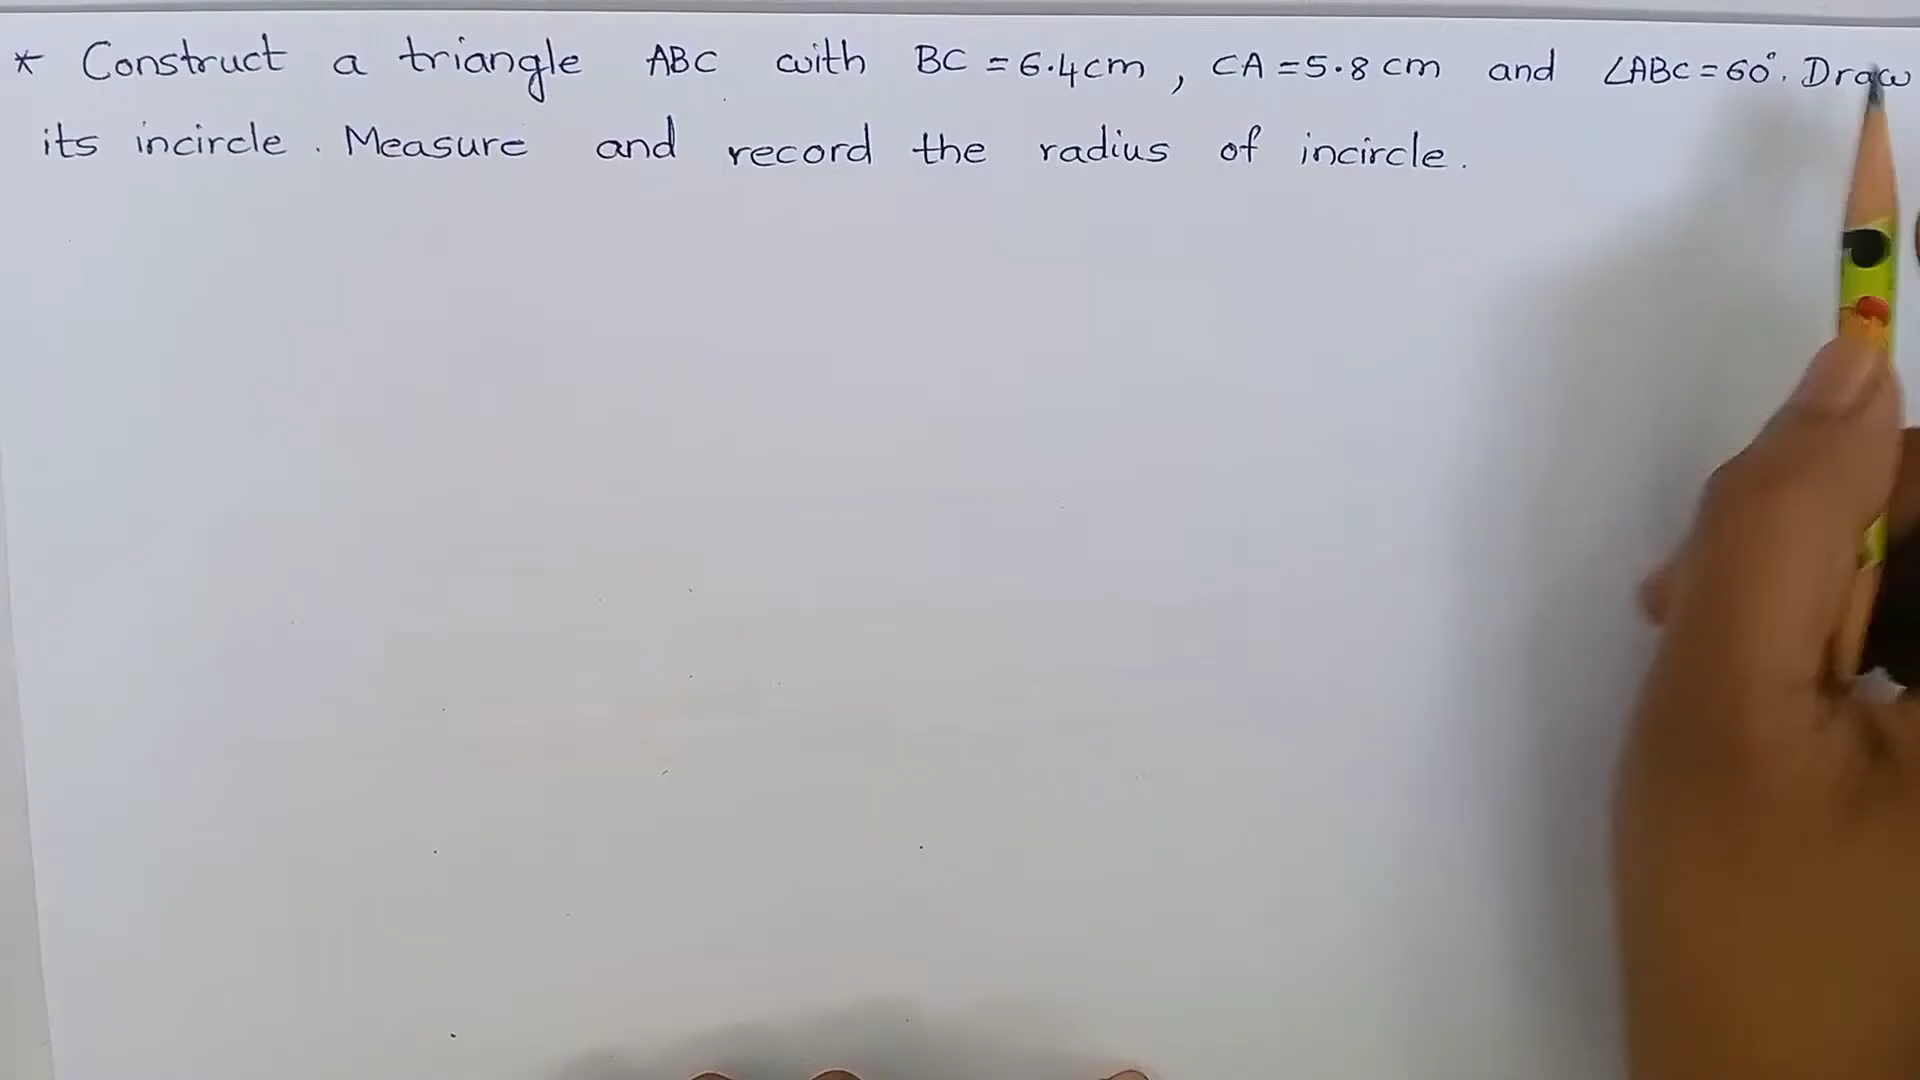 * Construct a triangle ABC with BC = 6.4cm, CA = 5.8 cm and ∠ABC = 60°. Draw
its incircle. Measure and record the radius of incircle.